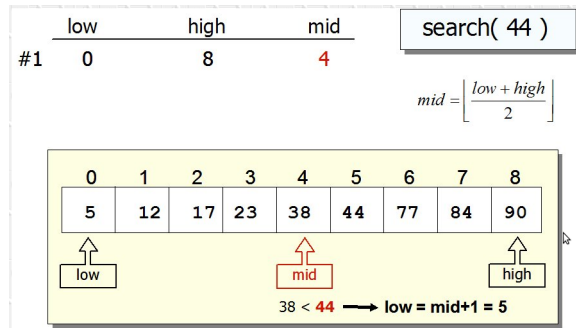 low high mid
search( 44 )
#1 0 8 4
mid = ⌊(low + high)/2⌋
0 1 2 3 4 5 6 7 8
5 12 17 23 38 44 77 84 90
low mid high
38 < 44 → low = mid+1 = 5